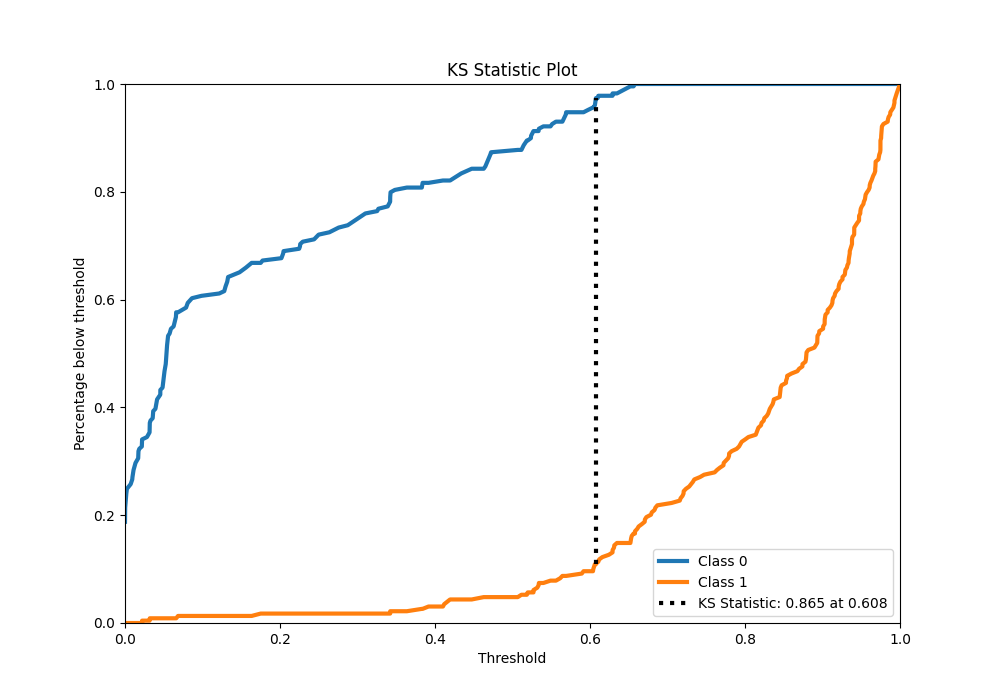 KS Statistic Plot
Percentage below threshold
1.0
0.8
0.6
0.4
0.2
0.0
0.0 0.2 0.4 0.6 0.8 1.0
Threshold
Class 0
Class 1
KS Statistic: 0.865 at 0.608